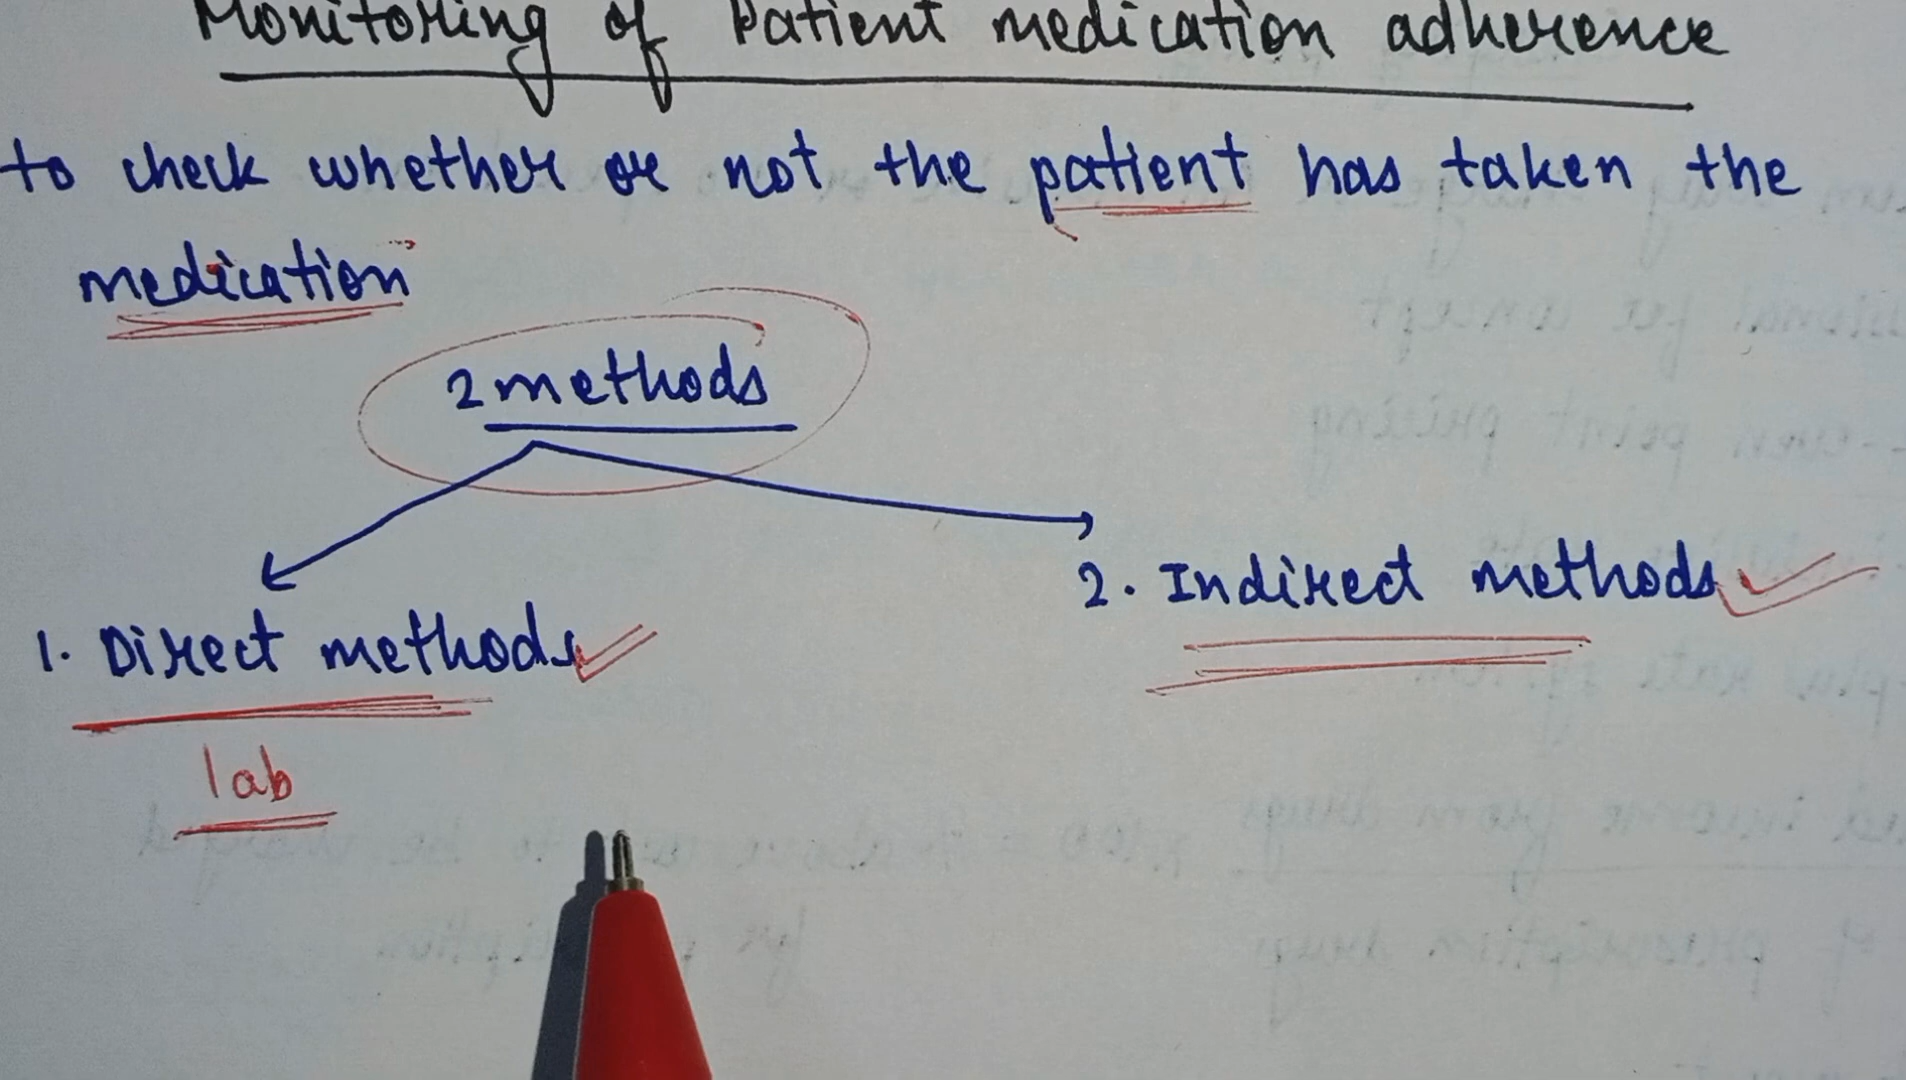 Monitoring of Patient medication adherence
to check whether or not the patient has taken the
medication
2 methods
2. Indirect methods
1. Direct methods
lab